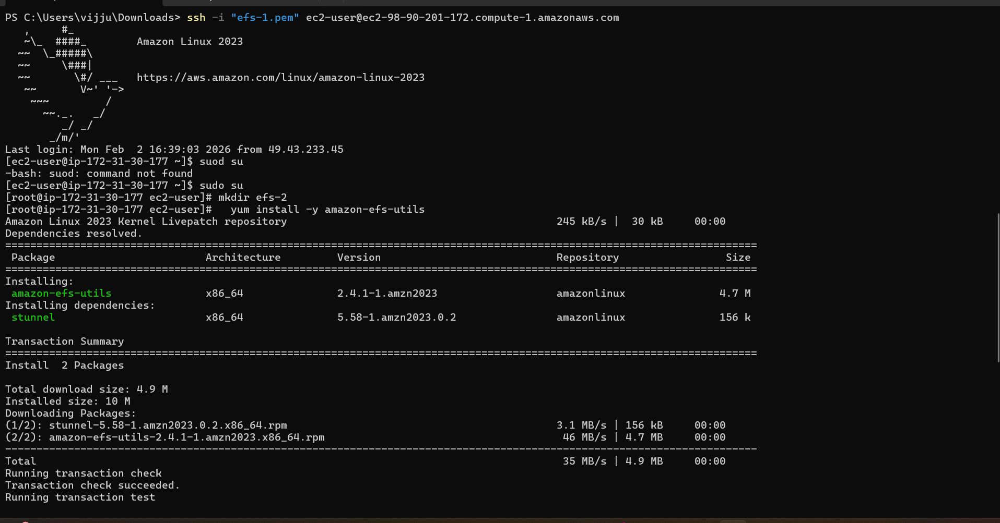 PS C:\Users\vijju\Downloads> ssh -i "efs-1.pem" ec2-user@ec2-98-90-201-172.compute-1.amazonaws.com
   ,     #_
   ~\_  ####_        Amazon Linux 2023
  ~~  \_#####\
  ~~     \###|
  ~~       \#/ ___   https://aws.amazon.com/linux/amazon-linux-2023
   ~~       V~' '->
    ~~~         /
      ~~._.   _/
         _/ _/
       _/m/'
Last login: Mon Feb  2 16:39:03 2026 from 49.43.233.45
[ec2-user@ip-172-31-30-177 ~]$ suod su
-bash: suod: command not found
[ec2-user@ip-172-31-30-177 ~]$ sudo su
[root@ip-172-31-30-177 ec2-user]# mkdir efs-2
[root@ip-172-31-30-177 ec2-user]#   yum install -y amazon-efs-utils
Amazon Linux 2023 Kernel Livepatch repository                                           245 kB/s |  30 kB     00:00
Dependencies resolved.
========================================================================================================================
 Package                        Architecture         Version                            Repository                 Size
========================================================================================================================
Installing:
 amazon-efs-utils               x86_64               2.4.1-1.amzn2023                   amazonlinux               4.7 M
Installing dependencies:
 stunnel                        x86_64               5.58-1.amzn2023.0.2                amazonlinux               156 k

Transaction Summary
========================================================================================================================
Install  2 Packages

Total download size: 4.9 M
Installed size: 10 M
Downloading Packages:
(1/2): stunnel-5.58-1.amzn2023.0.2.x86_64.rpm                                           3.1 MB/s | 156 kB     00:00
(2/2): amazon-efs-utils-2.4.1-1.amzn2023.x86_64.rpm                                      46 MB/s | 4.7 MB     00:00
------------------------------------------------------------------------------------------------------------------------
Total                                                                                    35 MB/s | 4.9 MB     00:00
Running transaction check
Transaction check succeeded.
Running transaction test